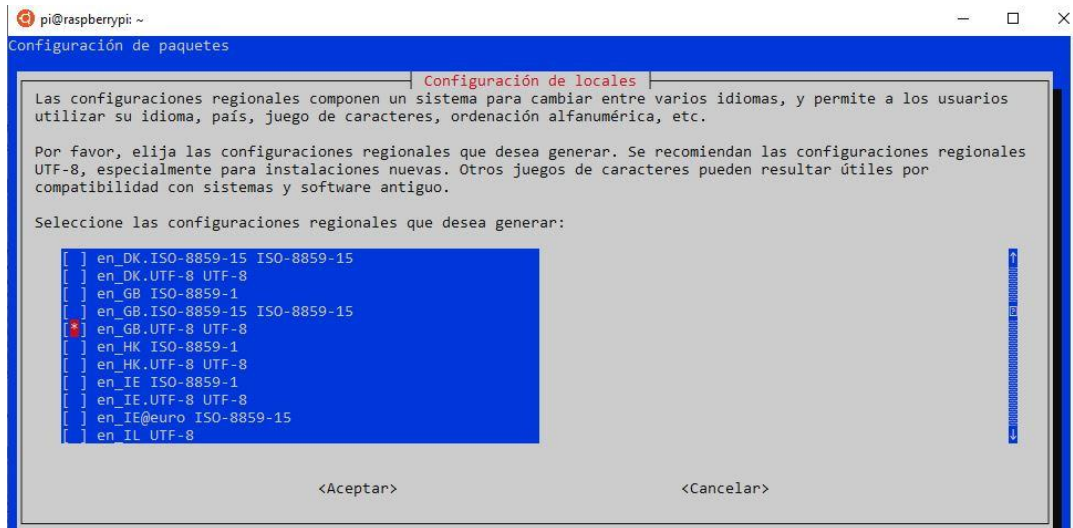 pi@raspberrypi: ~
Configuración de paquetes
Configuración de locales
Las configuraciones regionales componen un sistema para cambiar entre varios idiomas, y permite a los usuarios
utilizar su idioma, país, juego de caracteres, ordenación alfanumérica, etc.
Por favor, elija las configuraciones regionales que desea generar. Se recomiendan las configuraciones regionales
UTF-8, especialmente para instalaciones nuevas. Otros juegos de caracteres pueden resultar útiles por
compatibilidad con sistemas y software antiguo.
Seleccione las configuraciones regionales que desea generar:
[ ] en_DK.ISO-8859-15 ISO-8859-15
[ ] en_DK.UTF-8 UTF-8
[ ] en_GB ISO-8859-1
[ ] en_GB.ISO-8859-15 ISO-8859-15
[*] en_GB.UTF-8 UTF-8
[ ] en_HK ISO-8859-1
[ ] en_HK.UTF-8 UTF-8
[ ] en_IE ISO-8859-1
[ ] en_IE.UTF-8 UTF-8
[ ] en_IE@euro ISO-8859-15
[ ] en_IL UTF-8
<Aceptar> <Cancelar>